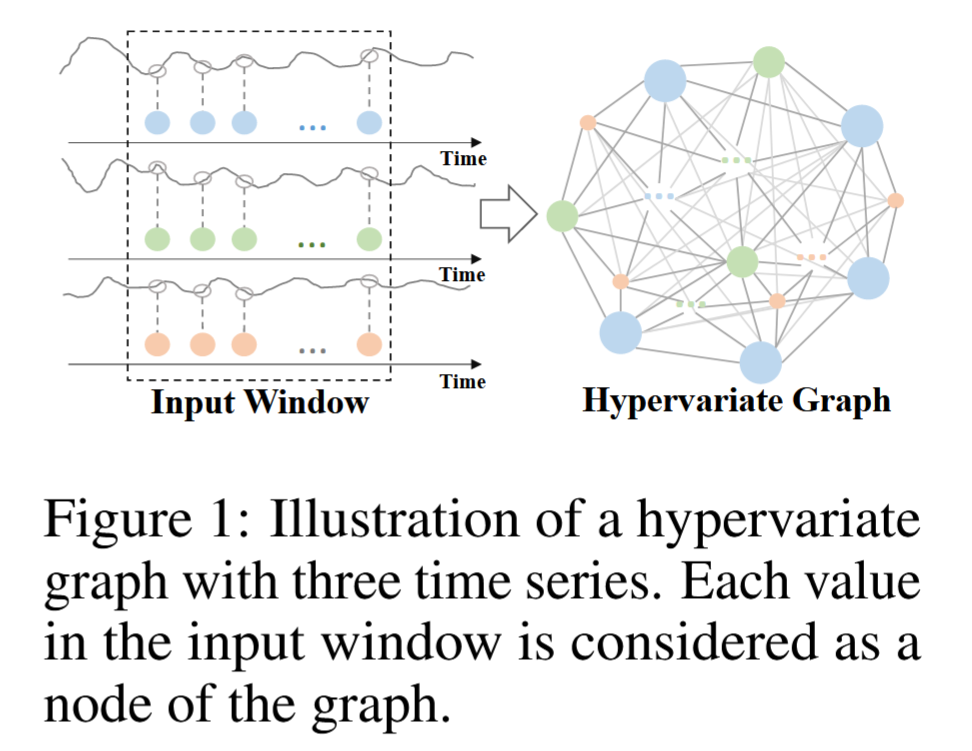 Time
Time
Time
Input Window
Hypervariate Graph
Figure 1: Illustration of a hypervariate
graph with three time series. Each value
in the input window is considered as a
node of the graph.